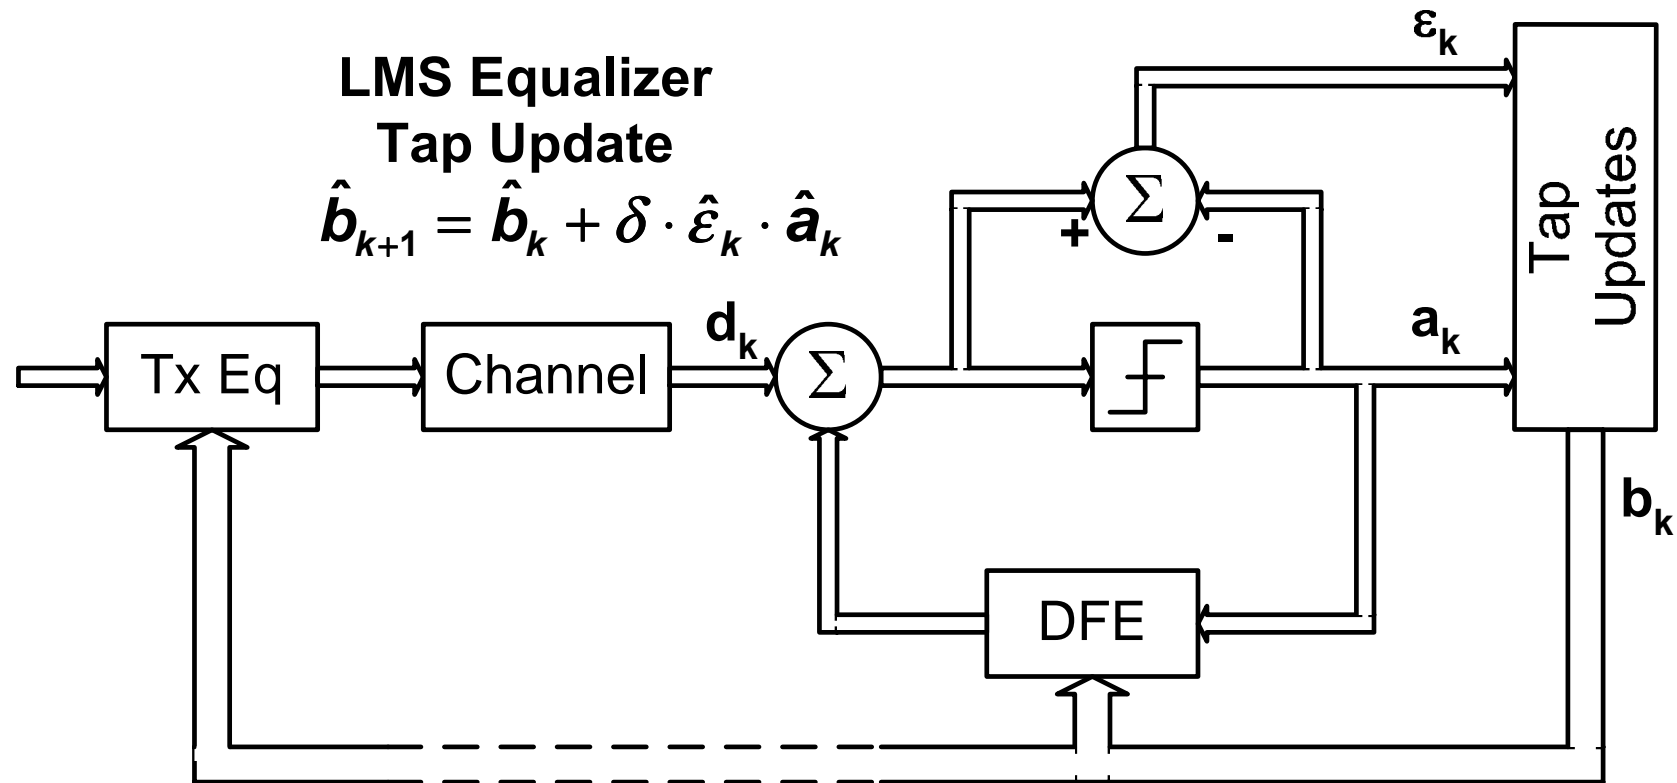 LMS Equalizer
Tap Update
b̂ₖ₊₁ = b̂ₖ + δ · ε̂ₖ · âₖ
εₖ
Tap
Updates
Σ
+
-
Tx Eq
Channel
dₖ
Σ
aₖ
bₖ
DFE